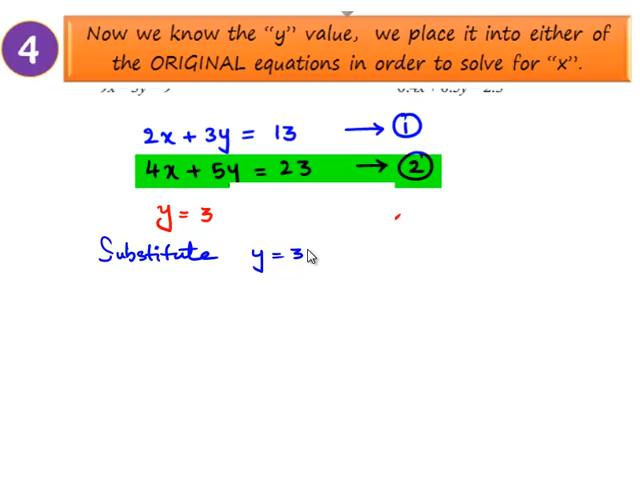 4
Now we know the "y" value, we place it into either of
the ORIGINAL equations in order to solve for "x".
2x + 3y = 13 → 1
4x + 5y = 23 → 2
y = 3
Substitute y = 3